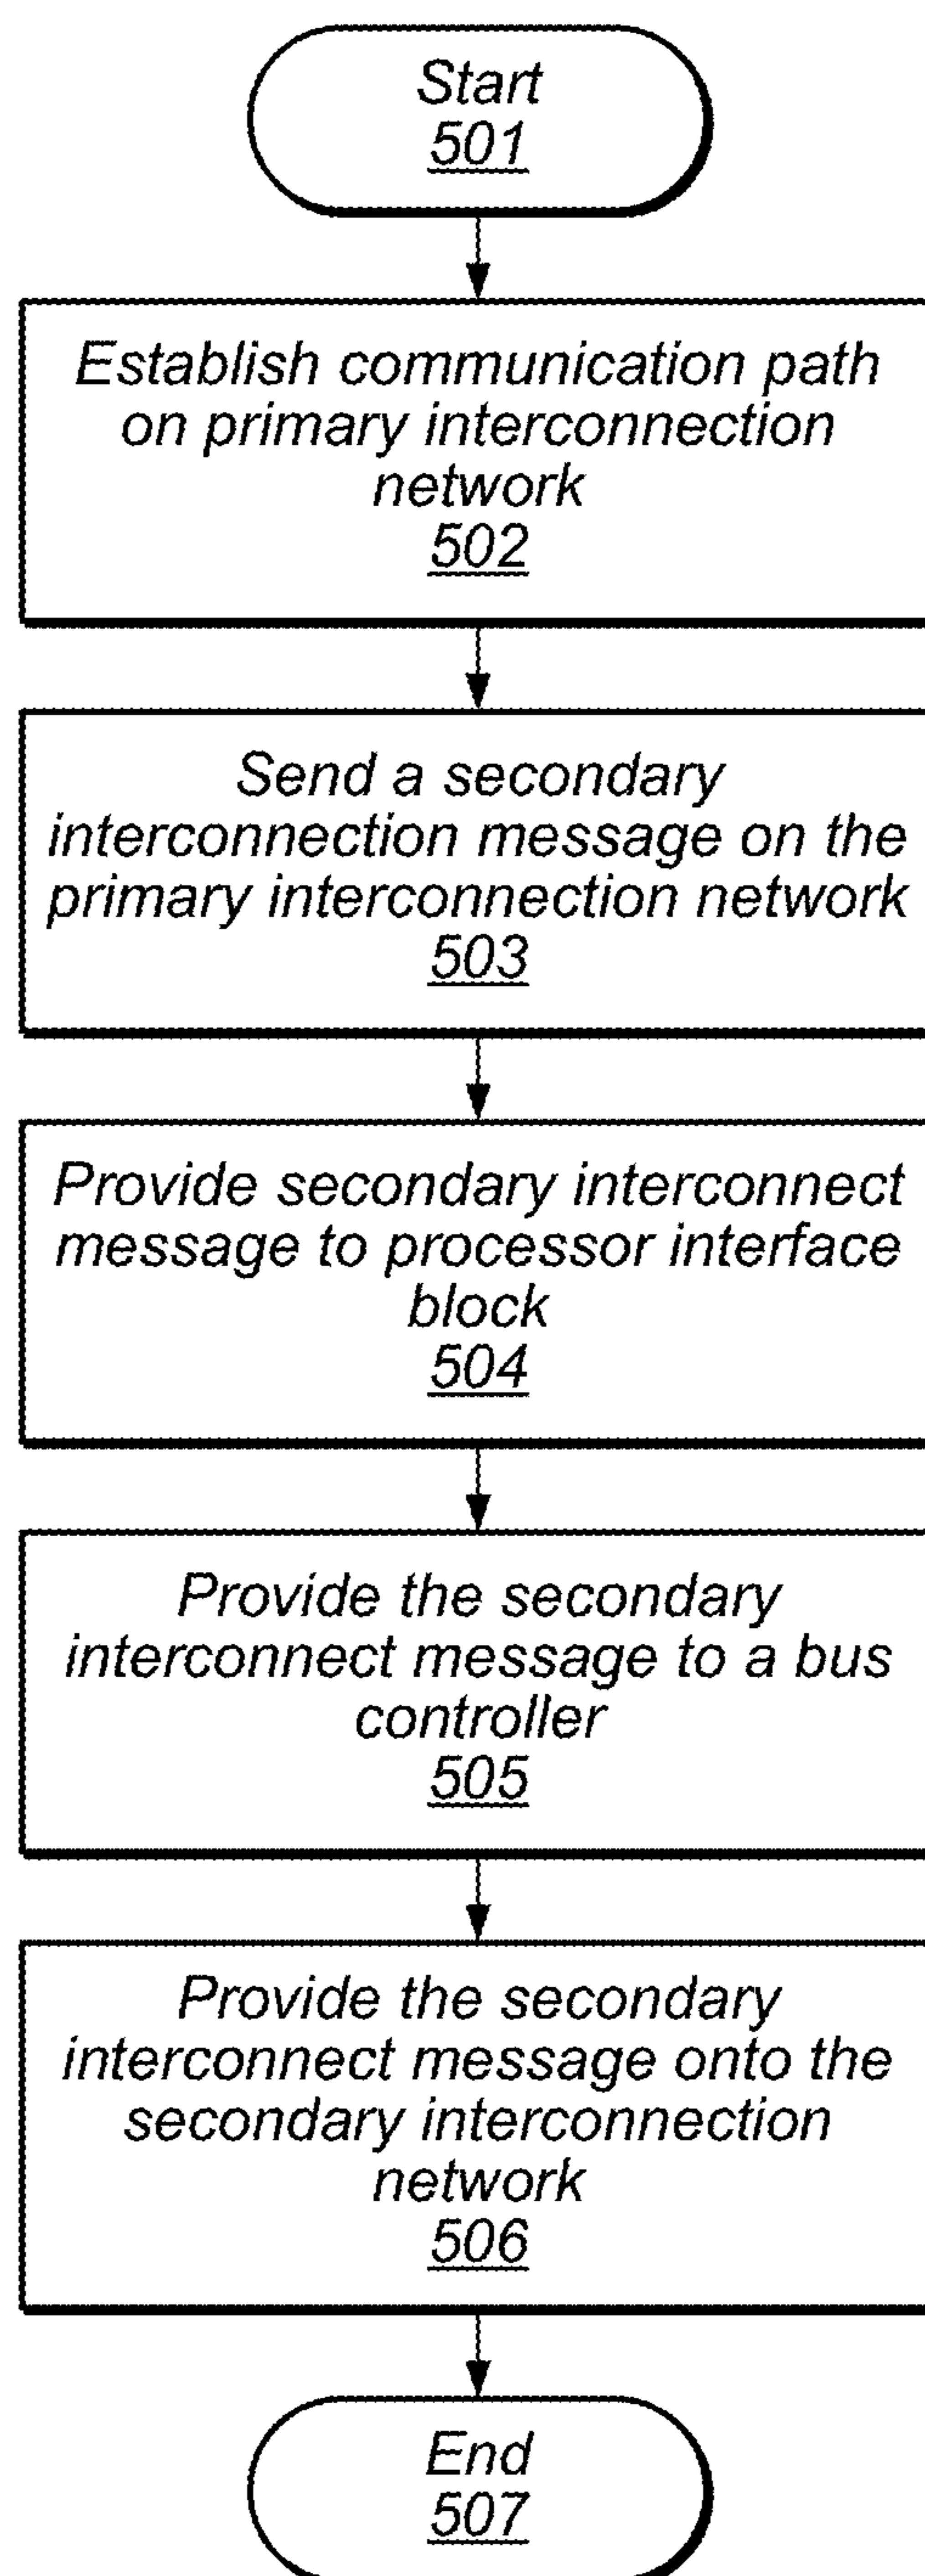 Start
501
Establish communication path
on primary interconnection
network
502
Send a secondary
interconnection message on the
primary interconnection network
503
Provide secondary interconnect
message to processor interface
block
504
Provide the secondary
interconnect message to a bus
controller
505
Provide the secondary
interconnect message onto the
secondary interconnection
network
506
End
507